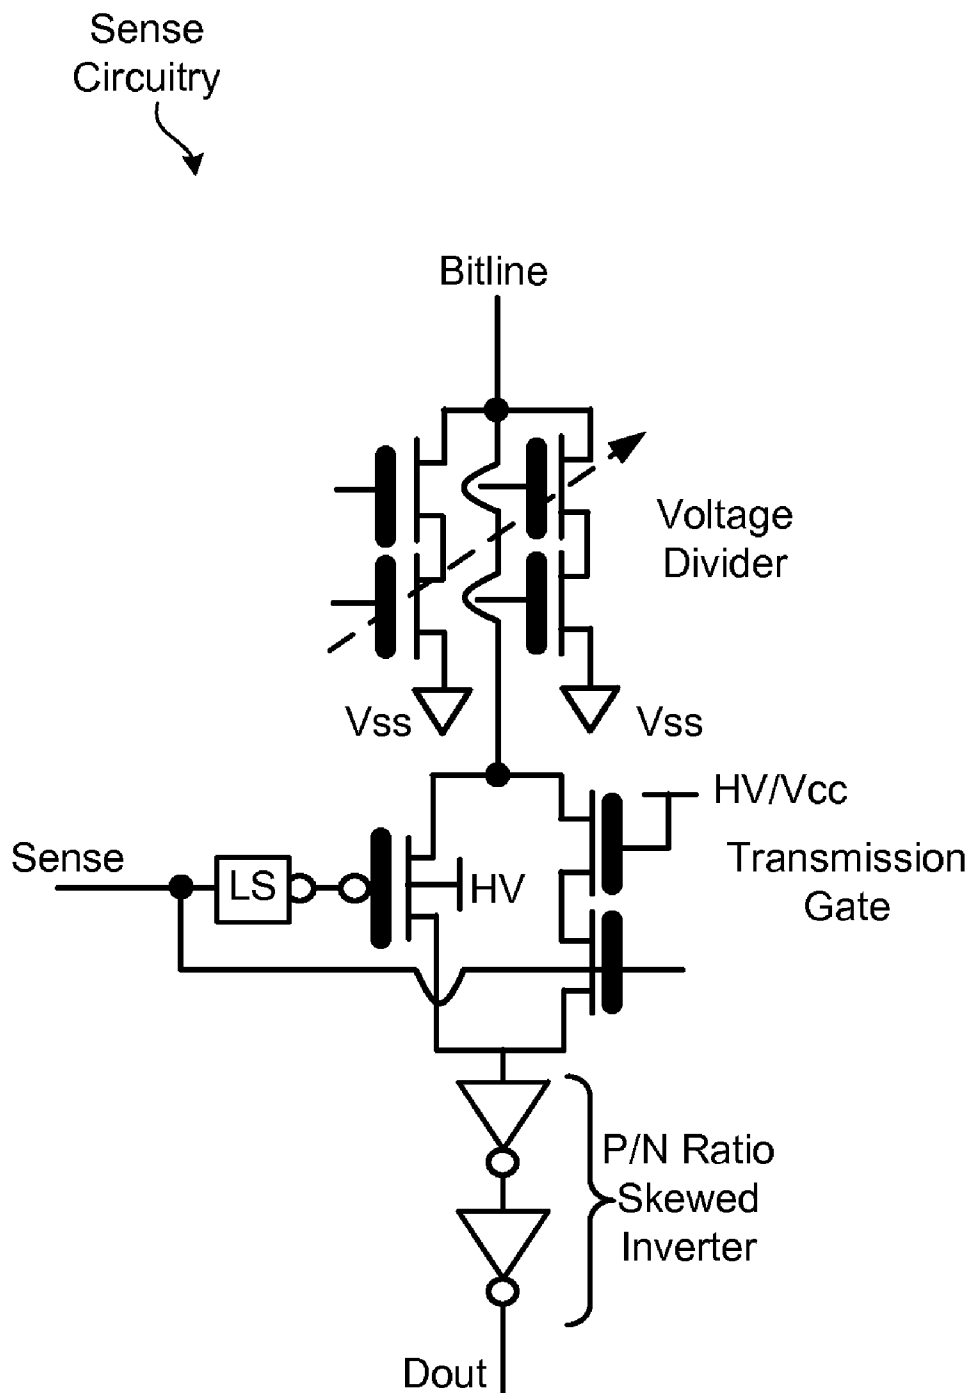 Sense
Circuitry
Bitline
Voltage
Divider
Vss
Vss
HV/Vcc
Sense
LS
HV
Transmission
Gate
P/N Ratio
Skewed
Inverter
Dout